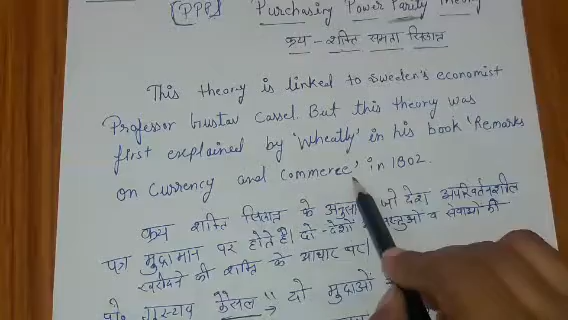 [PPP] Purchasing Power Parity Theory
क्रय - शक्ति समता सिद्धान्त
This theory is linked to Sweden's economist
Professor Gustav Cassel. But this theory was
first explained by 'Wheatly' in his book 'Remarks
on Currency and Commerce' in 1802.
क्रय शक्ति सिद्धान्त के अनुसार जो देश अपरिवर्तनशील
पत्र मुद्रामान पर होते हैं। दो देशों व सेवाओं को
खरीदने की शक्ति के आधार पर।
प्रो० गुस्टाव कैसल" → दो मुद्राओं